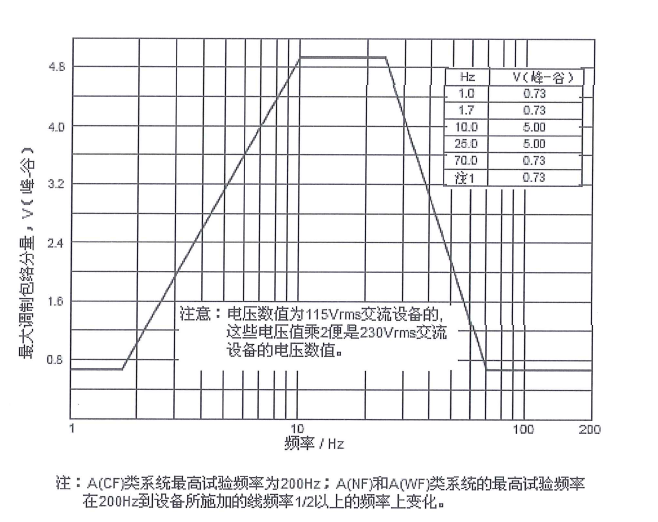 最大调制包络分量，V（峰-谷）
4.8
4.0
3.2
2.4
1.6
0.8
Hz V（峰-谷）
1.0 0.73
1.7 0.73
10.0 5.00
25.0 5.00
70.0 0.73
注1 0.73
注意：电压数值为115Vrms交流设备的,
这些电压值乘2便是230Vrms交流
设备的电压数值。
1 10 100 200
频率 / Hz
注：A(CF)类系统最高试验频率为200Hz；A(NF)和A(WF)类系统的最高试验频率
在200Hz到设备所施加的线频率1/2以上的频率上变化。